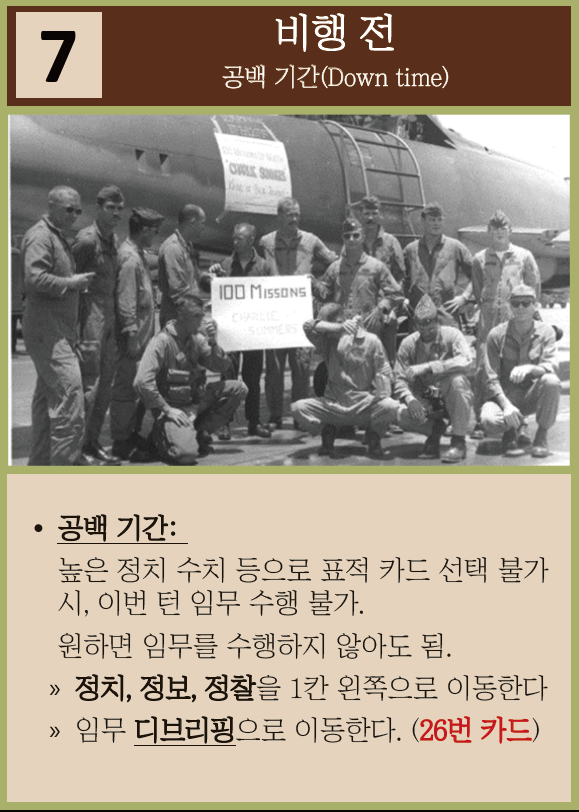 7
비행 전
공백 기간(Down time)
CHARLIE SUMMERS
100 MISSONS
CHARLIE
SUMMERS
• 공백 기간:
높은 정치 수치 등으로 표적 카드 선택 불가
시, 이번 턴 임무 수행 불가.
원하면 임무를 수행하지 않아도 됨.
» 정치, 정보, 정찰을 1칸 왼쪽으로 이동한다
» 임무 디브리핑으로 이동한다. (26번 카드)